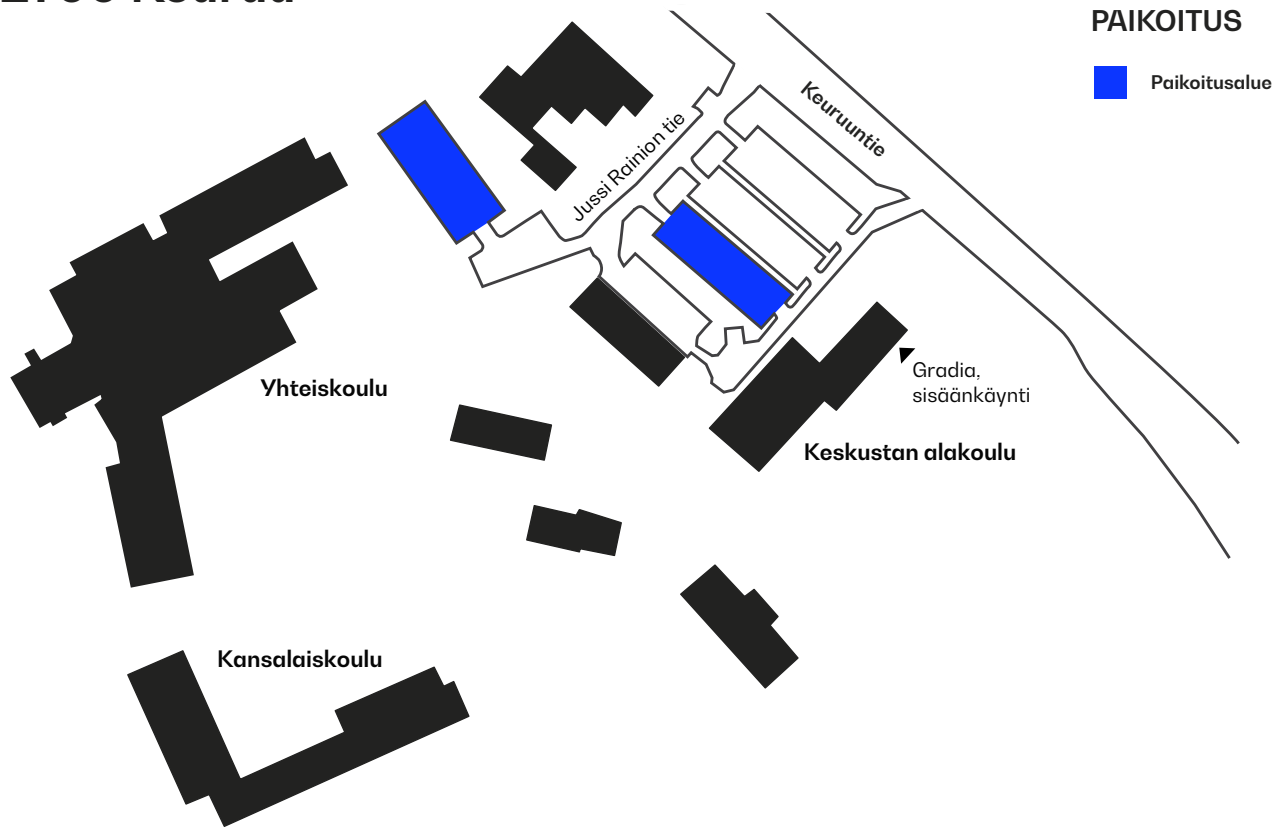 PAIKOITUS
Paikoitusalue
Keuruuntie
Jussi Rainion tie
Gradia,
sisäänkäynti
Yhteiskoulu
Keskustan alakoulu
Kansalaiskoulu